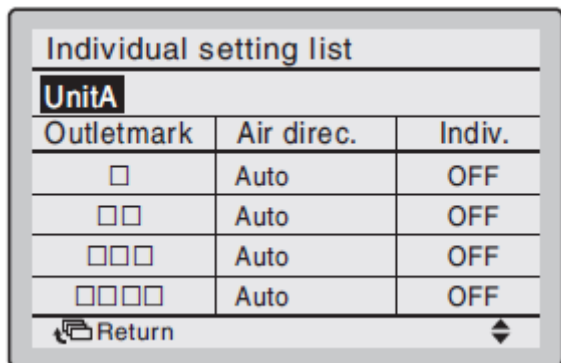 Individual setting list
UnitA
Outletmark Air direc. Indiv.
□ Auto OFF
□□ Auto OFF
□□□ Auto OFF
□□□□ Auto OFF
Return